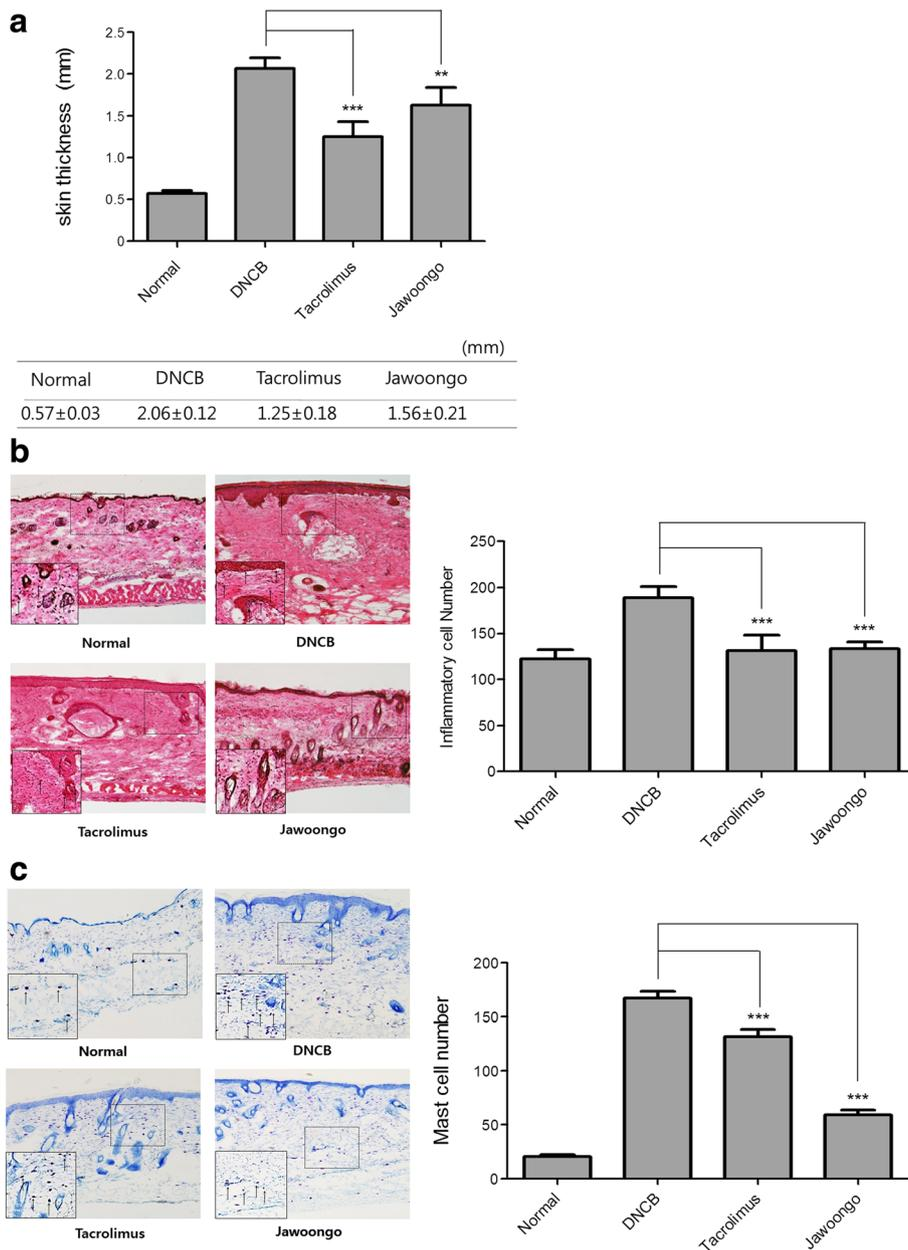 a
skin thickness (mm)
2.5
2.0
1.5
1.0
0.5
0
***
**
Normal
DNCB
Tacrolimus
Jawoongo
(mm)
Normal DNCB Tacrolimus Jawoongo
0.57±0.03 2.06±0.12 1.25±0.18 1.56±0.21
b
Normal
DNCB
Tacrolimus
Jawoongo
Inflammatory cell Number
250
200
150
100
50
0
***
***
Normal
DNCB
Tacrolimus
Jawoongo
c
Normal
DNCB
Tacrolimus
Jawoongo
Mast cell number
200
150
100
50
0
***
***
Normal
DNCB
Tacrolimus
Jawoongo